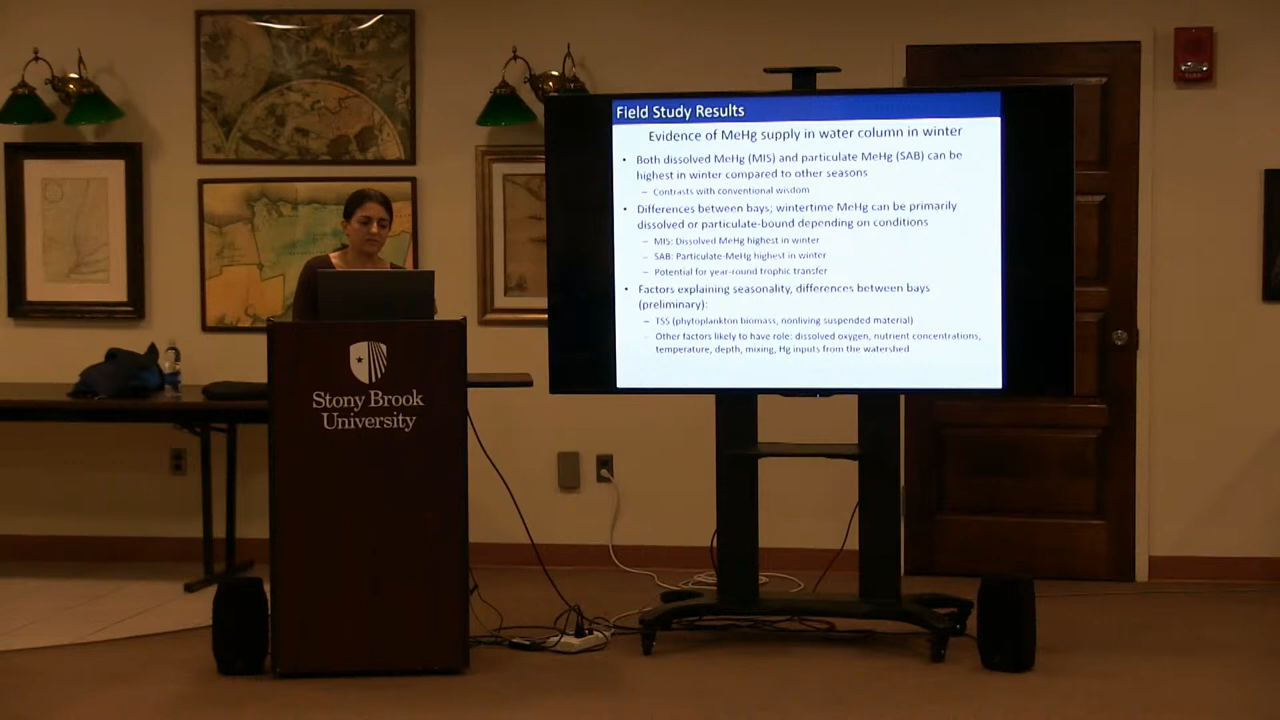 Field Study Results
Evidence of MeHg supply in water column in winter
• Both dissolved MeHg (MIS) and particulate MeHg (SAB) can be
highest in winter compared to other seasons
– Contrasts with conventional wisdom
• Differences between bays; wintertime MeHg can be primarily
dissolved or particulate-bound depending on conditions
– MIS: Dissolved MeHg highest in winter
– SAB: Particulate-MeHg highest in winter
– Potential for year-round trophic transfer
• Factors explaining seasonality, differences between bays
(preliminary):
– TSS (phytoplankton biomass, nonliving suspended material)
– Other factors likely to have role: dissolved oxygen, nutrient concentrations,
temperature, depth, mixing, Hg inputs from the watershed
Stony Brook
University